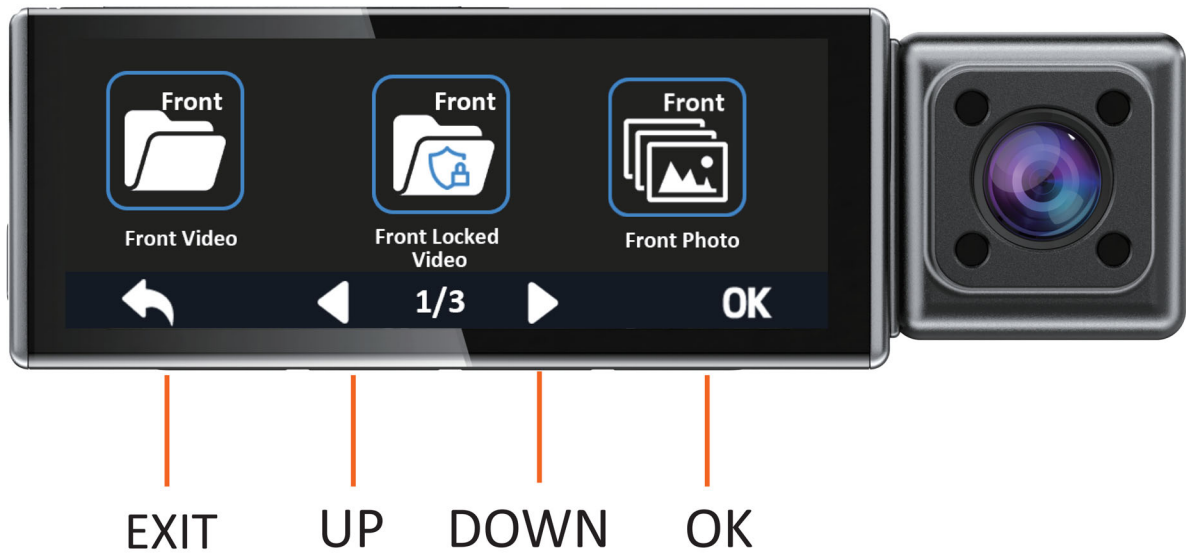 Front
Front
Front
Front Video
Front Locked
Video
Front Photo
1/3
OK
EXIT
UP
DOWN
OK